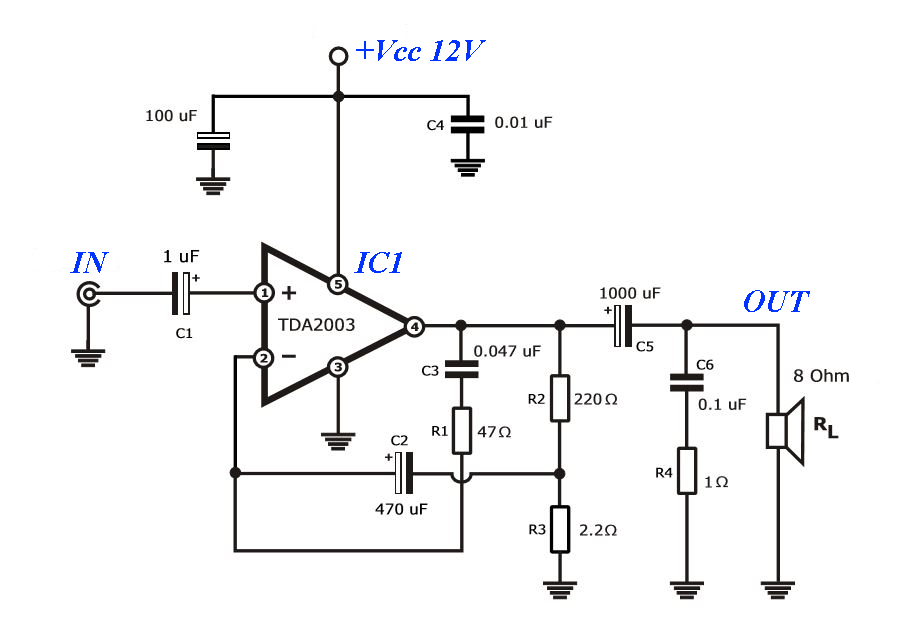 +Vcc 12V
100 uF
C4
0.01 uF
IN
1 uF
+
C1
IC1
1
+
5
TDA2003
4
2
−
3
1000 uF
+
C5
OUT
0.047 uF
C3
R2
220Ω
C6
0.1 uF
8 Ohm
RL
R1
47Ω
C2
+
470 uF
R4
1Ω
R3
2.2Ω